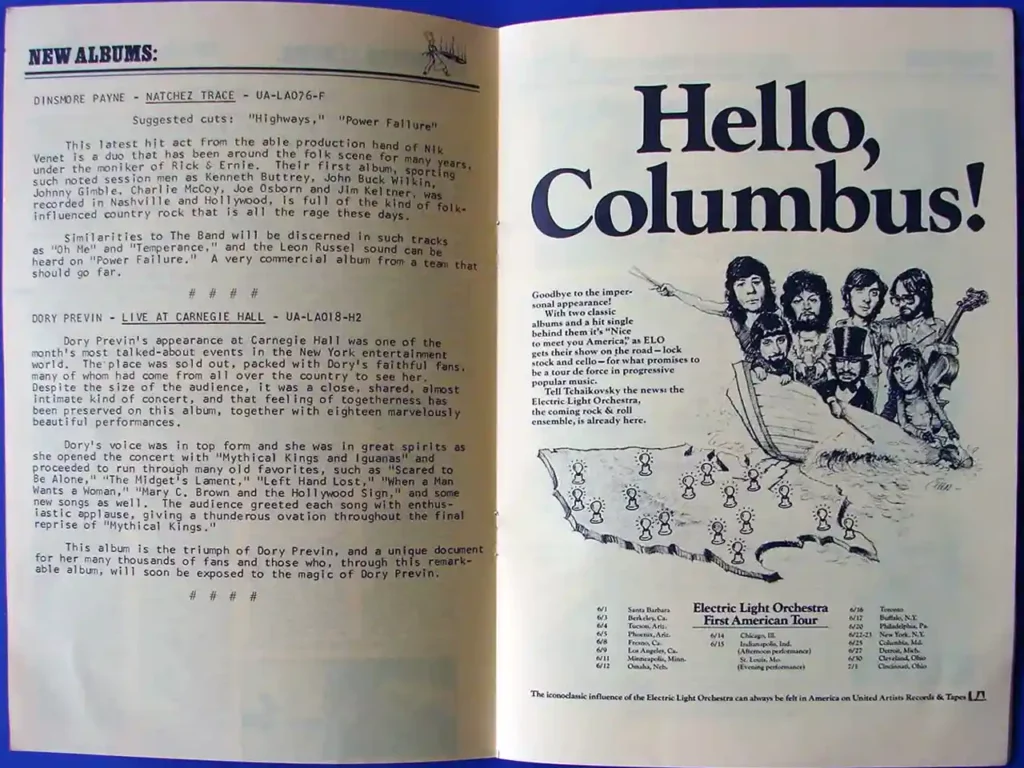 NEW ALBUMS:
DINSMORE PAYNE - NATCHEZ TRACE - UA-LA076-F
Suggested cuts: "Highways," "Power Failure"
This latest hit act from the able production hand of Nik
Venet is a duo that has been around the folk scene for many years,
under the moniker of Rick & Ernie. Their first album, sporting
such noted session men as Kenneth Buttrey, John Buck Wilkin,
Johnny Gimble, Charlie McCoy, Joe Osborn and Jim Keltner, was
recorded in Nashville and Hollywood, is full of the kind of folk-
influenced country rock that is all the rage these days.
Similarities to The Band will be discerned in such tracks
as "Oh Me" and "Temperance," and the Leon Russel sound can be
heard on "Power Failure." A very commercial album from a team that
should go far.
# # # #
DORY PREVIN - LIVE AT CARNEGIE HALL - UA-LA018-H2
Dory Previn's appearance at Carnegie Hall was one of the
month's most talked-about events in the New York entertainment
world. The place was sold out, packed with Dory's faithful fans,
many of whom had come from all over the country to see her.
Despite the size of the audience, it was a close, shared, almost
intimate kind of concert, and that feeling of togetherness has
been preserved on this album, together with eighteen marvelously
beautiful performances.
Dory's voice was in top form and she was in great spirits as
she opened the concert with "Mythical Kings and Iguanas" and
proceeded to run through many old favorites, such as "Scared to
Be Alone," "The Midget's Lament," "Left Hand Lost," "When a Man
Wants a Woman," "Mary C. Brown and the Hollywood Sign," and some
new songs as well. The audience greeted each song with enthus-
iastic applause, giving a thunderous ovation throughout the final
reprise of "Mythical Kings."
This album is the triumph of Dory Previn, and a unique document
for her many thousands of fans and those who, through this remark-
able album, will soon be exposed to the magic of Dory Previn.
# # # #
Hello,
Columbus!
Goodbye to the imper-
sonal appearance!
With two classic
albums and a hit single
behind them it's "Nice
to meet you America," as ELO
gets their show on the road—lock
stock and cello—for what promises to
be a tour de force in progressive
popular music.
Tell Tchaikovsky the news: the
Electric Light Orchestra,
the coming rock & roll
ensemble, is already here.
Electric Light Orchestra
First American Tour
6/1 Santa Barbara
6/3 Berkeley, Ca.
6/4 Tucson, Ariz.
6/5 Phoenix, Ariz.
6/8 Fresno, Ca.
6/9 Los Angeles, Ca.
6/11 Minneapolis, Minn.
6/12 Omaha, Neb.
6/14 Chicago, Ill.
6/15 Indianapolis, Ind.
(Afternoon performance)
St. Louis, Mo.
(Evening performance)
6/16 Toronto
6/17 Buffalo, N.Y.
6/20 Philadelphia, Pa.
6/22-23 New York, N.Y.
6/25 Columbia, Md.
6/27 Detroit, Mich.
6/30 Cleveland, Ohio
7/1 Cincinnati, Ohio
The iconoclastic influence of the Electric Light Orchestra can always be felt in America on United Artists Records & Tapes UA